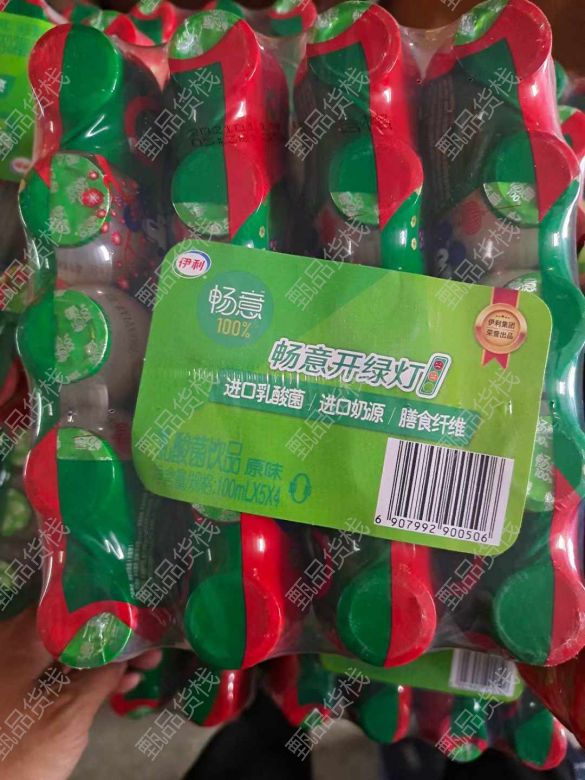 伊利
畅意
100%
伊利集团
荣誉出品
畅意开绿灯
进口乳酸菌 / 进口奶源 / 膳食纤维
酸菌饮品 原味
规格:100mLX5X4
6 907992 900506
甄品货栈